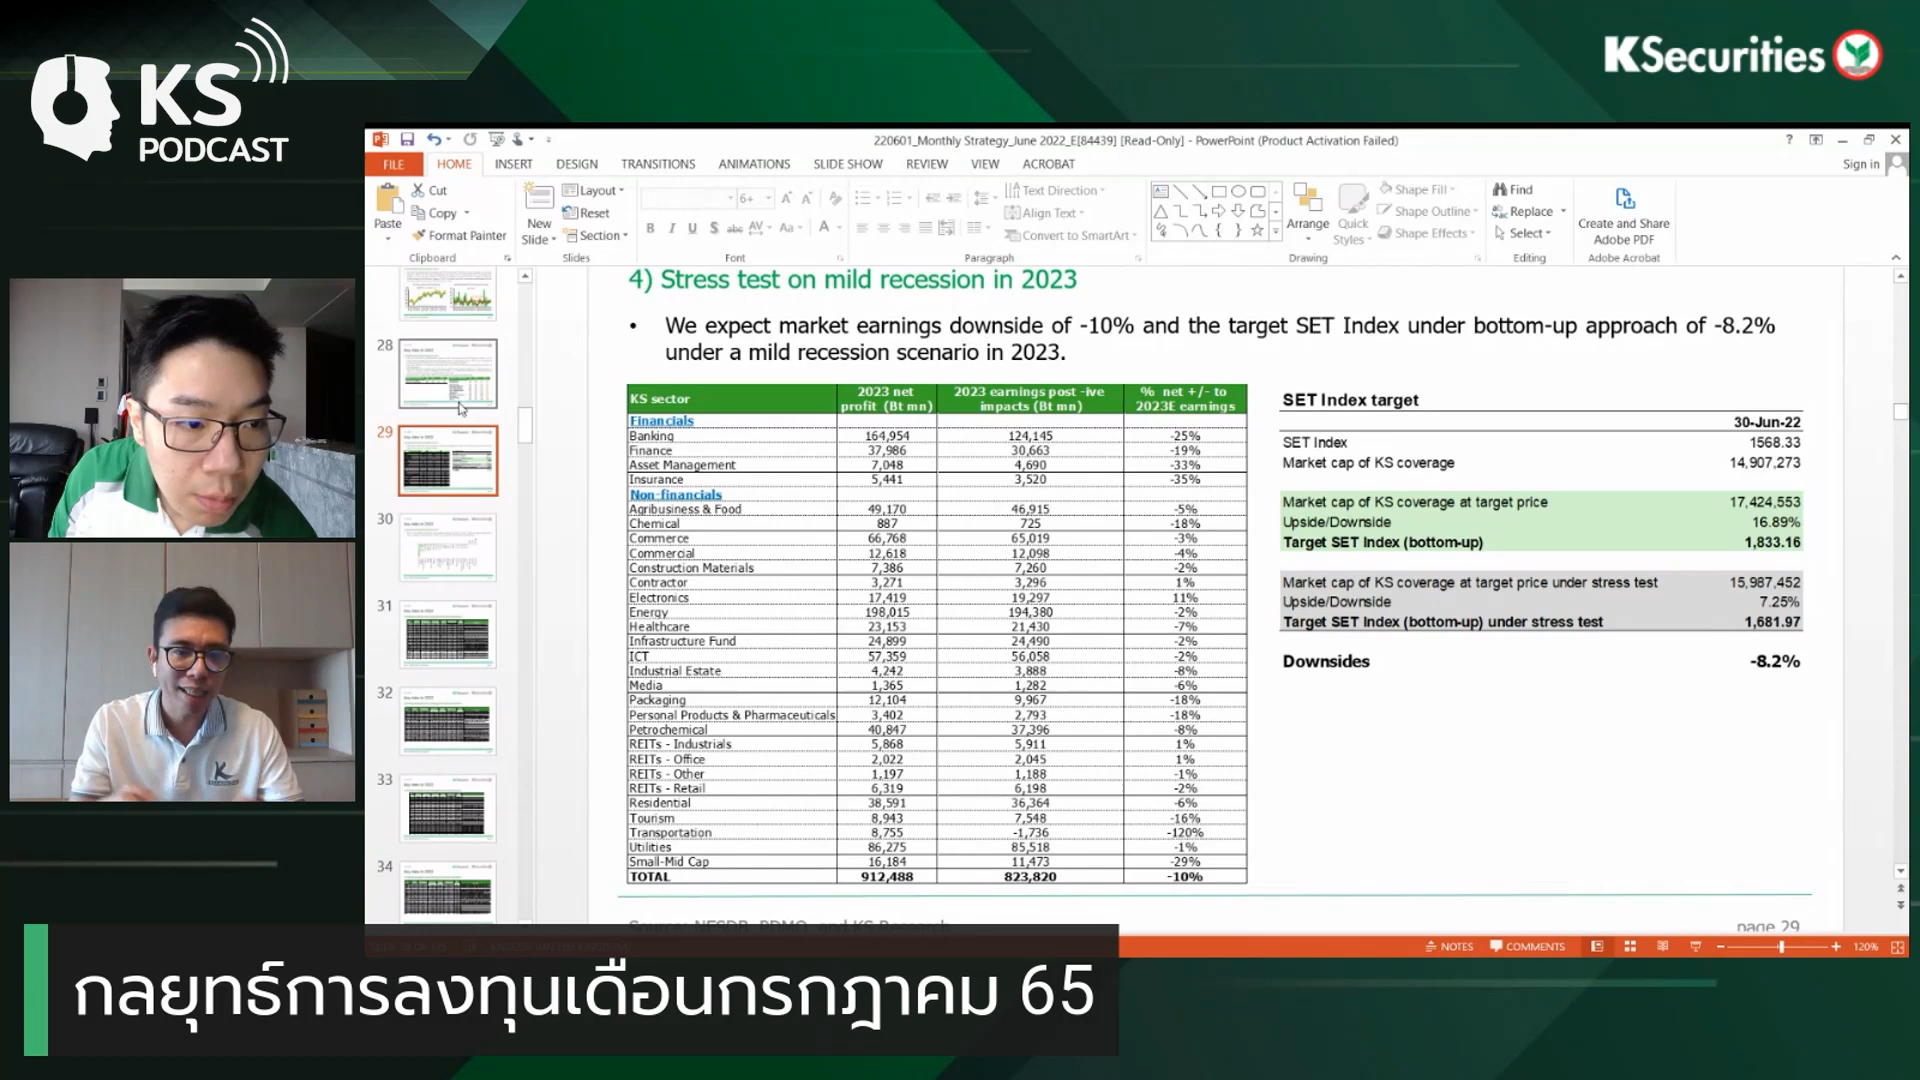 KS
PODCAST
KSecurities
220601_Monthly Strategy_June 2022_E[84439] [Read-Only] - PowerPoint (Product Activation Failed)
FILE HOME INSERT DESIGN TRANSITIONS ANIMATIONS SLIDE SHOW REVIEW VIEW ACROBAT Sign in
Paste Cut Copy Format Painter Clipboard
New Slide Layout Reset Section Slides
6+ Font
Text Direction Align Text Convert to SmartArt Paragraph
Arrange Quick Styles Shape Fill Shape Outline Shape Effects Drawing
Find Replace Select Editing
Create and Share Adobe PDF Adobe Acrobat
28
29
30
31
32
33
34
4) Stress test on mild recession in 2023
• We expect market earnings downside of -10% and the target SET Index under bottom-up approach of -8.2%
under a mild recession scenario in 2023.
KS sector 2023 net profit (Bt mn) 2023 earnings post -ive impacts (Bt mn) % net +/- to 2023E earnings
Financials
Banking 164,954 124,145 -25%
Finance 37,986 30,663 -19%
Asset Management 7,048 4,690 -33%
Insurance 5,441 3,520 -35%
Non-financials
Agribusiness & Food 49,170 46,915 -5%
Chemical 887 725 -18%
Commerce 66,768 65,019 -3%
Commercial 12,618 12,098 -4%
Construction Materials 7,386 7,260 -2%
Contractor 3,271 3,296 1%
Electronics 17,419 19,297 11%
Energy 198,015 194,380 -2%
Healthcare 23,153 21,430 -7%
Infrastructure Fund 24,899 24,490 -2%
ICT 57,359 56,058 -2%
Industrial Estate 4,242 3,888 -8%
Media 1,365 1,282 -6%
Packaging 12,104 9,967 -18%
Personal Products & Pharmaceuticals 3,402 2,793 -18%
Petrochemical 40,847 37,396 -8%
REITs - Industrials 5,868 5,911 1%
REITs - Office 2,022 2,045 1%
REITs - Other 1,197 1,188 -1%
REITs - Retail 6,319 6,198 -2%
Residential 38,591 36,364 -6%
Tourism 8,943 7,548 -16%
Transportation 8,755 -1,736 -120%
Utilities 86,275 85,518 -1%
Small-Mid Cap 16,184 11,473 -29%
TOTAL 912,488 823,820 -10%
SET Index target
30-Jun-22
SET Index 1568.33
Market cap of KS coverage 14,907,273
Market cap of KS coverage at target price 17,424,553
Upside/Downside 16.89%
Target SET Index (bottom-up) 1,833.16
Market cap of KS coverage at target price under stress test 15,987,452
Upside/Downside 7.25%
Target SET Index (bottom-up) under stress test 1,681.97
Downsides -8.2%
Source: NESDB, PDMO, and KS Research page 29
NOTES COMMENTS 120%
กลยุทธ์การลงทุนเดือนกรกฎาคม 65